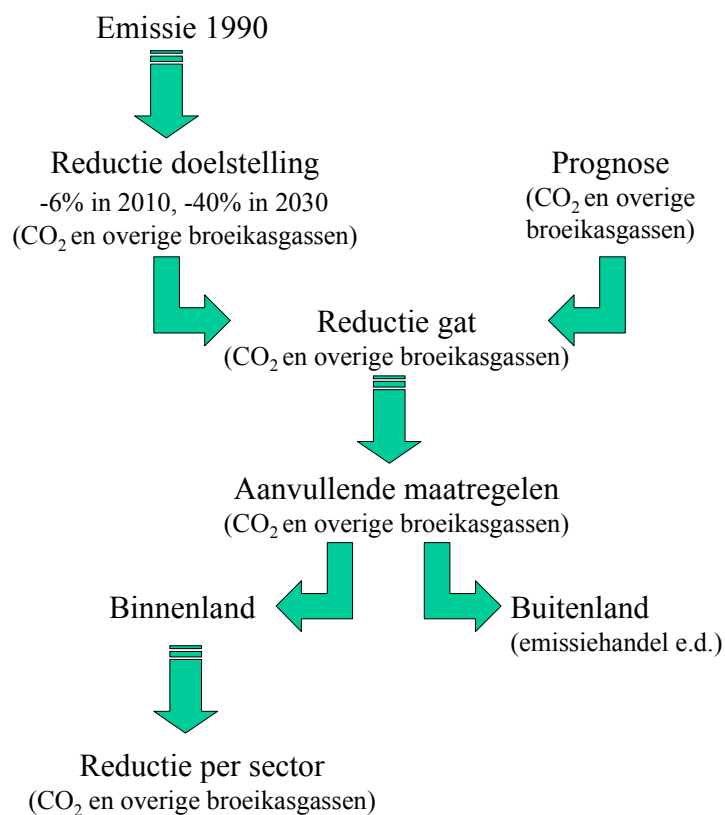 Emissie 1990
Reductie doelstelling
-6% in 2010, -40% in 2030
(CO₂ en overige broeikasgassen)
Prognose
(CO₂ en overige
broeikasgassen)
Reductie gat
(CO₂ en overige broeikasgassen)
Aanvullende maatregelen
(CO₂ en overige broeikasgassen)
Binnenland
Buitenland
(emissiehandel e.d.)
Reductie per sector
(CO₂ en overige broeikasgassen)